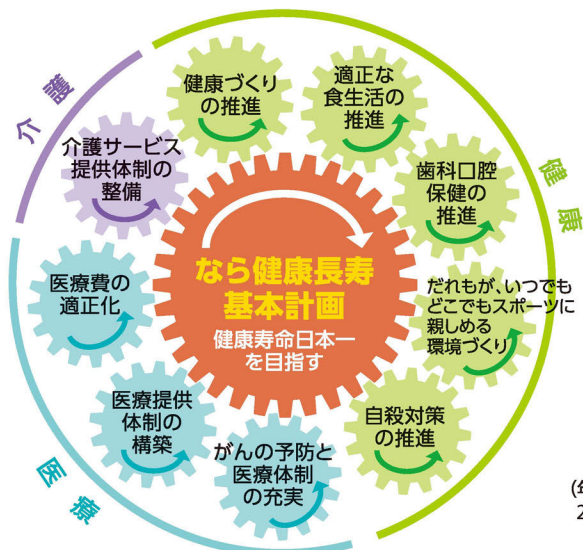 介護
健康
医療
健康づくり
の推進
適正な
食生活の
推進
歯科口腔
保健の
推進
だれもが、いつでも
どこでもスポーツに
親しめる
環境づくり
自殺対策
の推進
がんの予防と
医療体制
の充実
医療提供
体制の
構築
医療費の
適正化
介護サービス
提供体制の
整備
なら健康長寿
基本計画
健康寿命日本一
を目指す
2